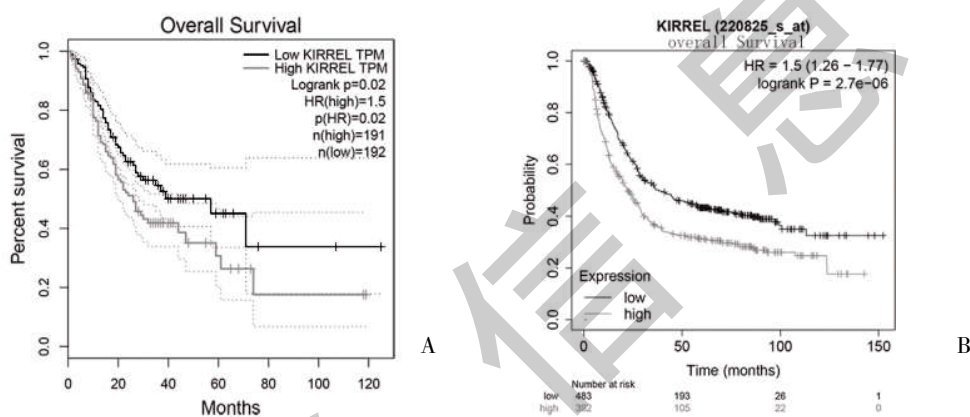 Overall Survival
Low KIRREL TPM
High KIRREL TPM
Logrank p=0.02
HR(high)=1.5
p(HR)=0.02
n(high)=191
n(low)=192
Percent survival
1.0
0.8
0.6
0.4
0.2
0.0
0 20 40 60 80 100 120
Months
A
KIRREL (220825_s_at)
overall Survival
HR = 1.5 (1.26 − 1.77)
logrank P = 2.7e−06
Probability
1.0
0.8
0.6
0.4
0.2
0.0
Expression
low
high
0 50 100 150
Time (months)
Number at risk
low 483 193 26 1
high 392 105 22 0
B
信息